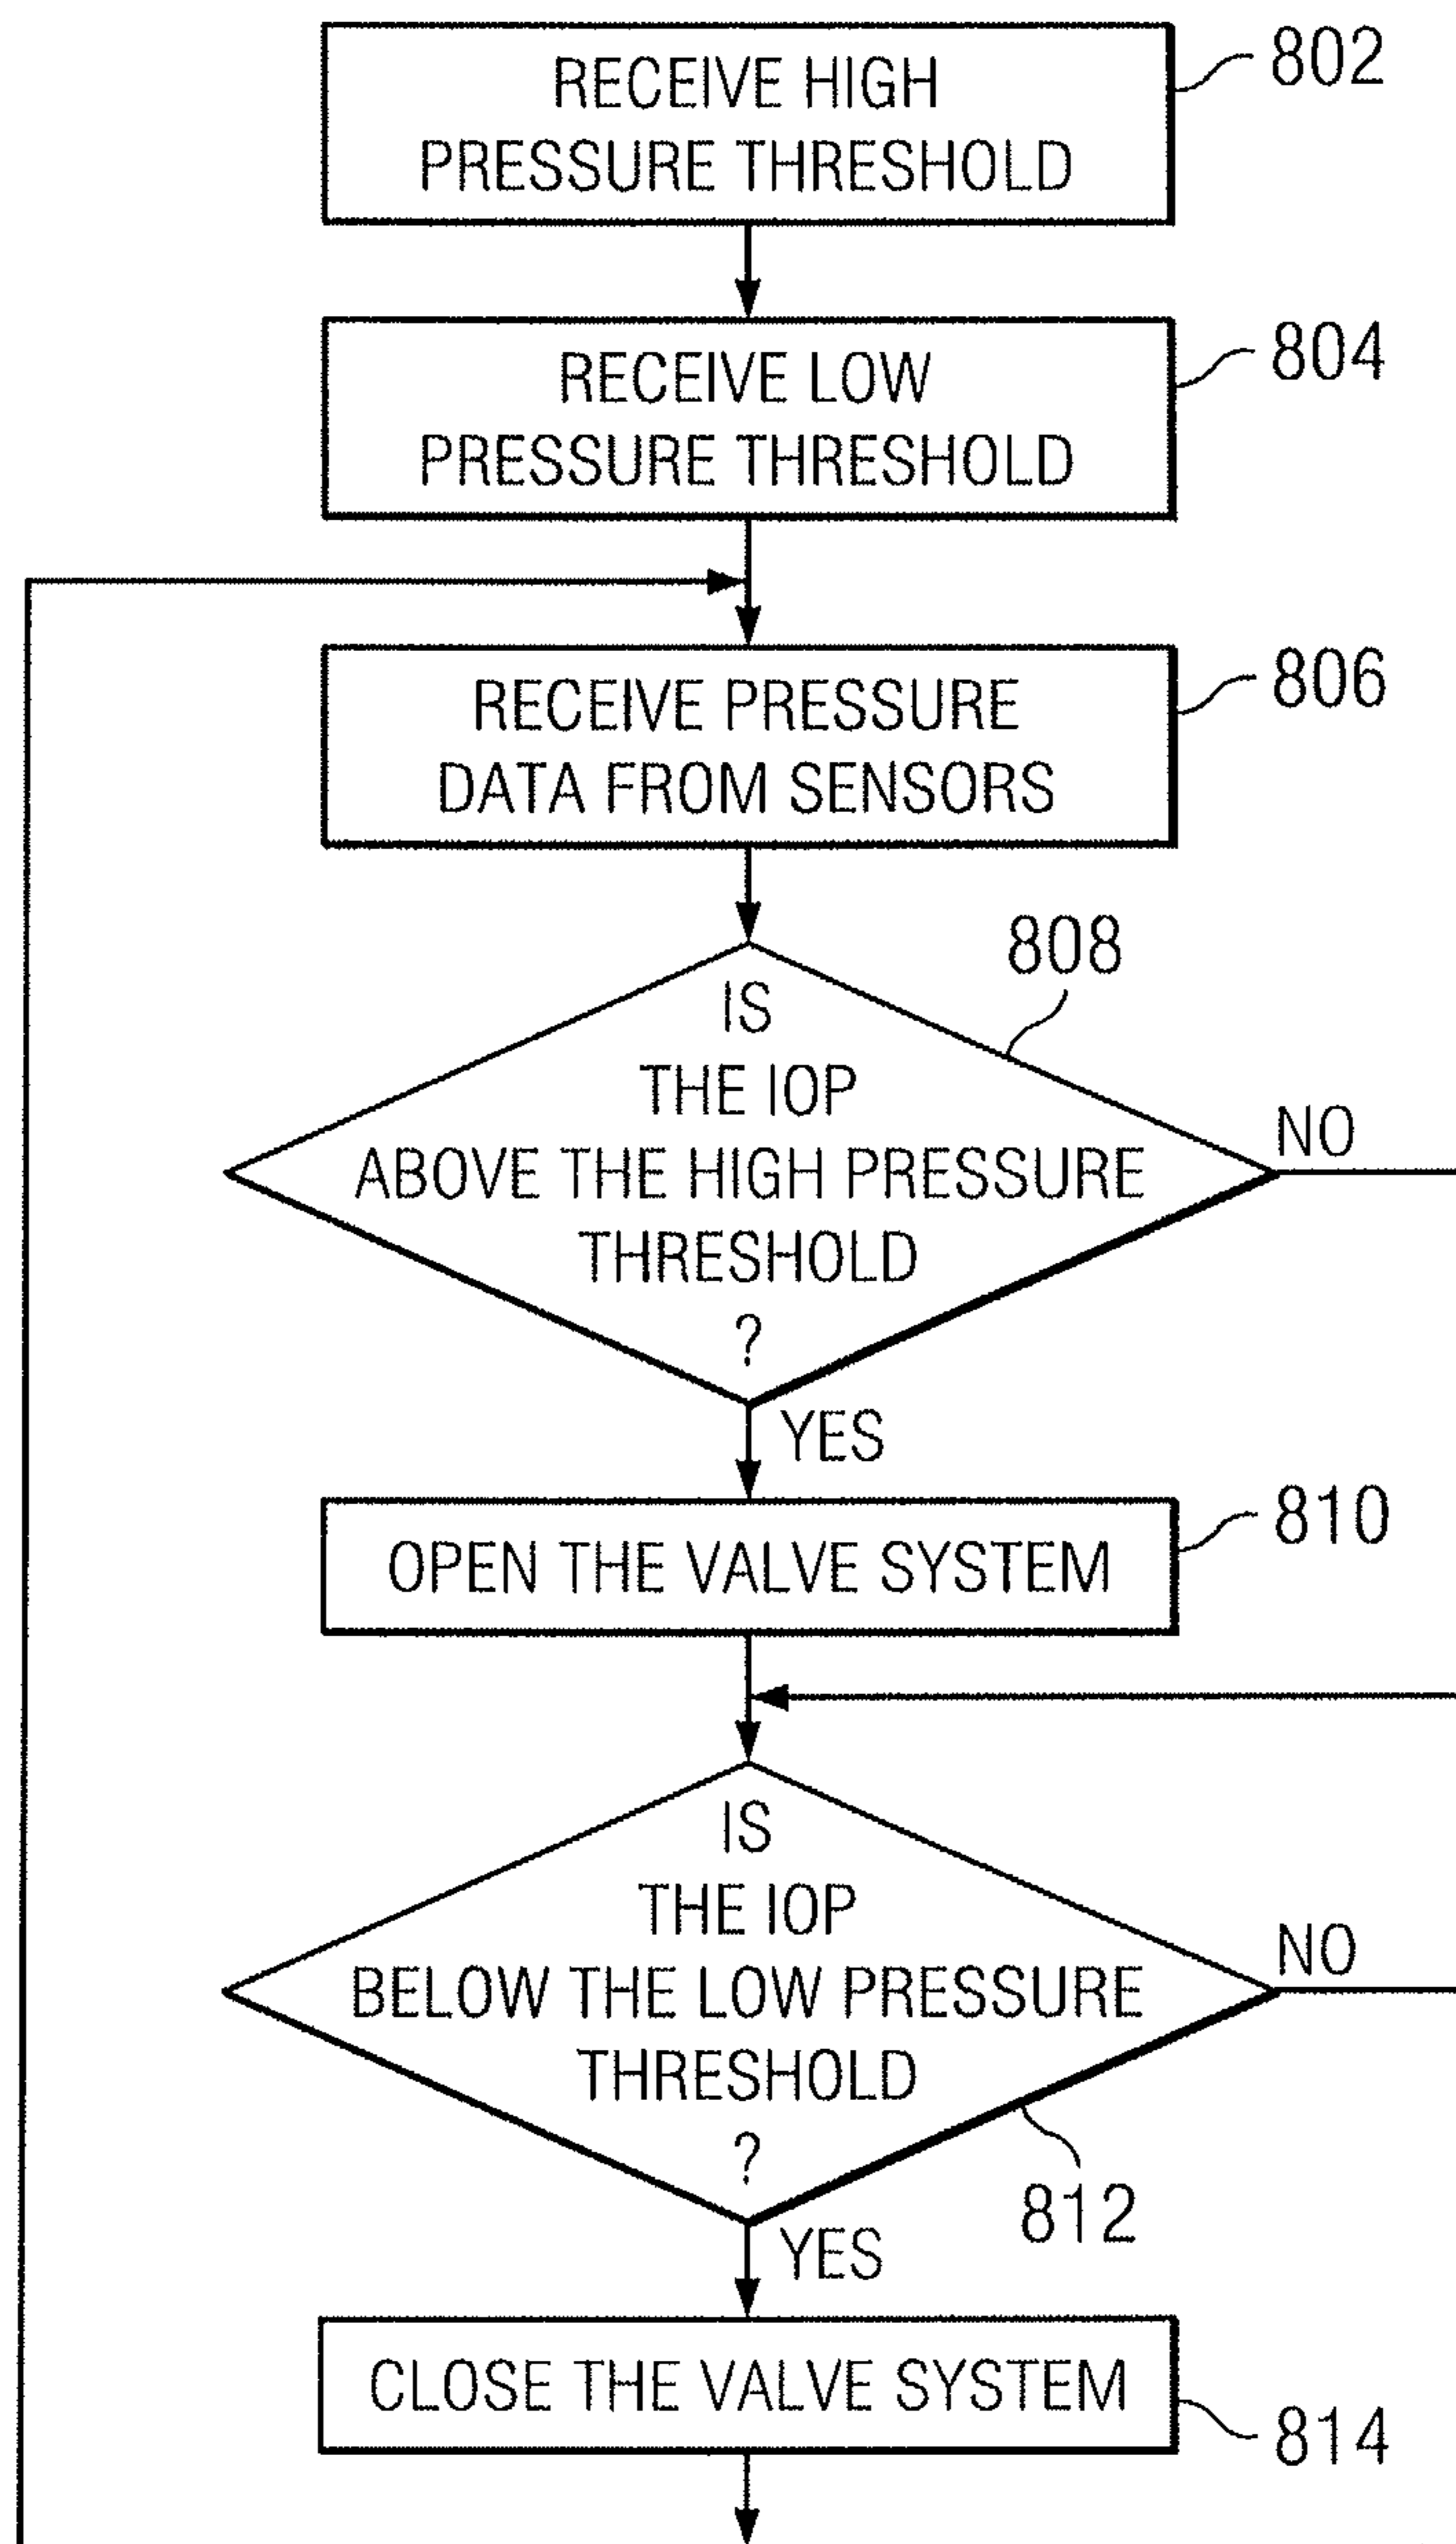 RECEIVE HIGH
PRESSURE THRESHOLD
802
RECEIVE LOW
PRESSURE THRESHOLD
804
RECEIVE PRESSURE
DATA FROM SENSORS
806
808
IS
THE IOP
ABOVE THE HIGH PRESSURE
THRESHOLD
?
NO
YES
OPEN THE VALVE SYSTEM
810
IS
THE IOP
BELOW THE LOW PRESSURE
THRESHOLD
?
NO
812
YES
CLOSE THE VALVE SYSTEM
814